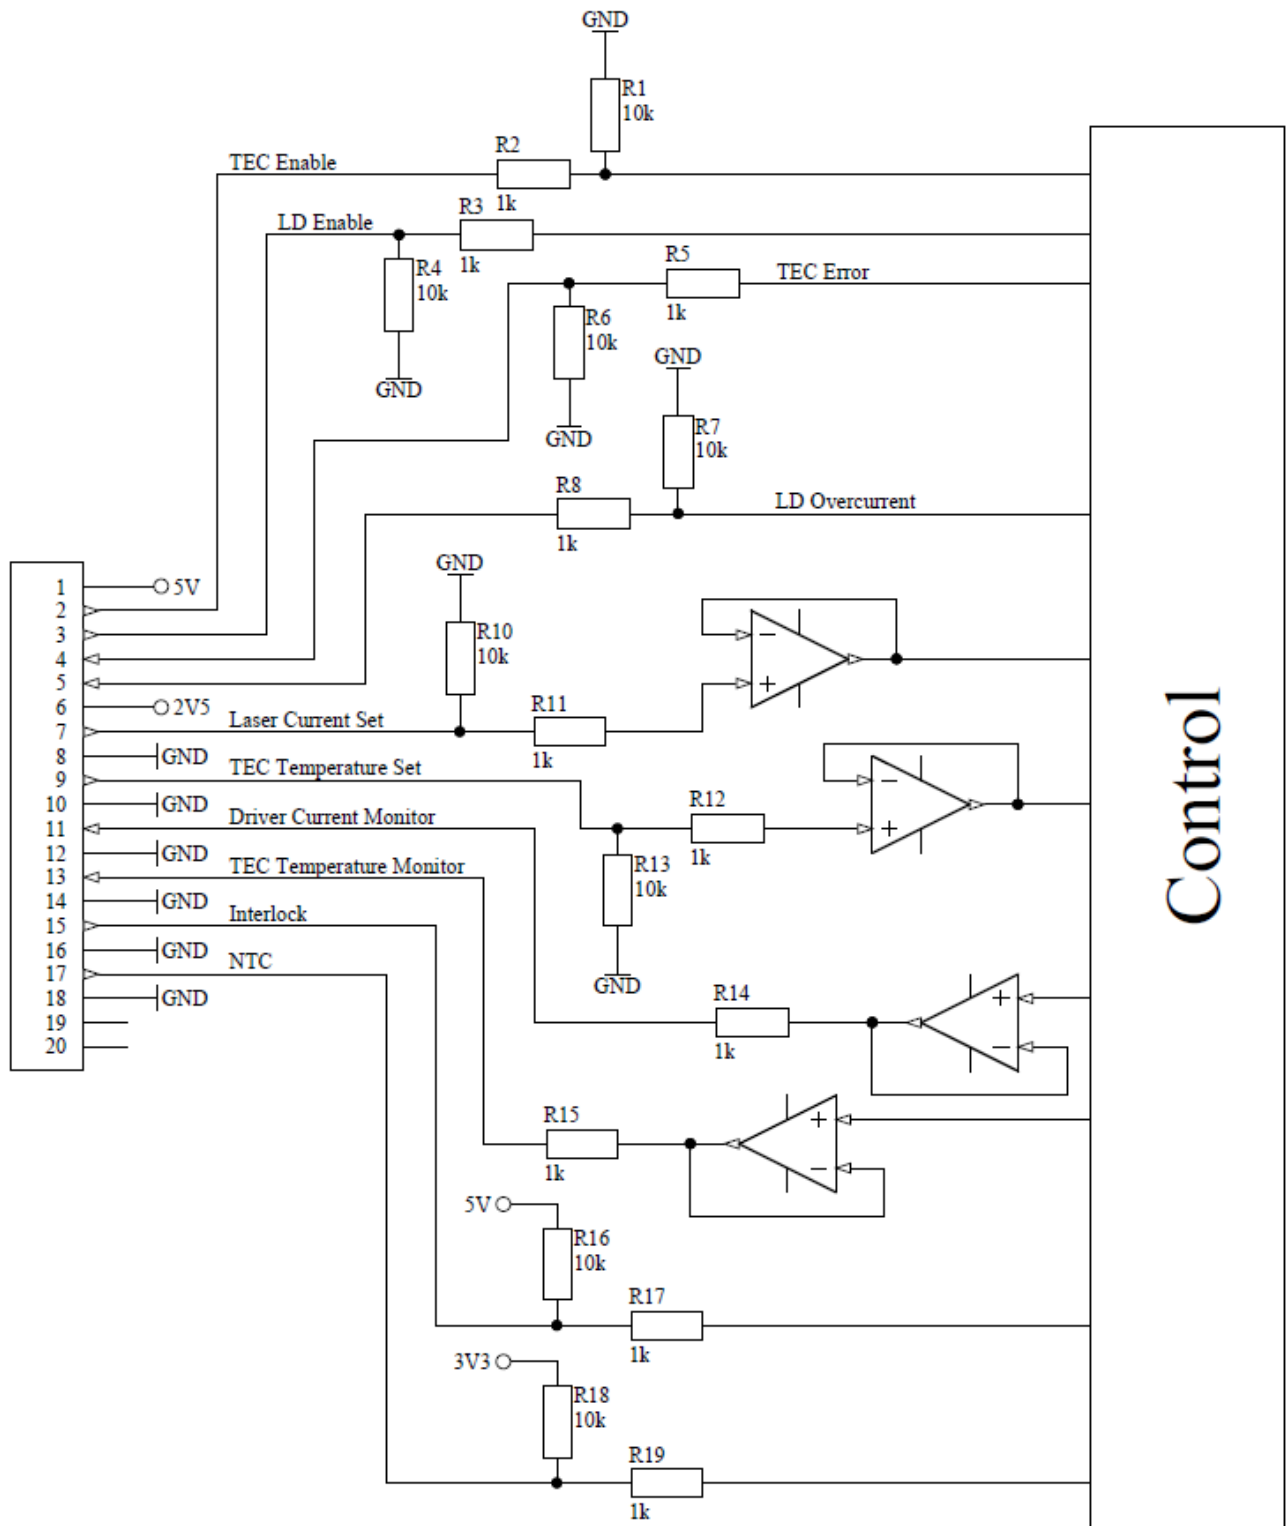 GND
R1
10k
R2
TEC Enable
1k
R3
LD Enable
1k
R4
10k
GND
R5
TEC Error
1k
R6
10k
GND
GND
R7
10k
R8
LD Overcurrent
1k
GND
R10
10k
1
5V
2
3
4
5
6
2V5
7
Laser Current Set
R11
1k
−
+
8
GND
9
TEC Temperature Set
R12
1k
−
+
10
GND
11
Driver Current Monitor
R13
10k
GND
12
GND
13
TEC Temperature Monitor
14
GND
15
Interlock
16
GND
17
NTC
18
GND
19
20
R14
1k
+
−
R15
1k
+
−
5V
R16
10k
R17
1k
3V3
R18
10k
R19
1k
Control